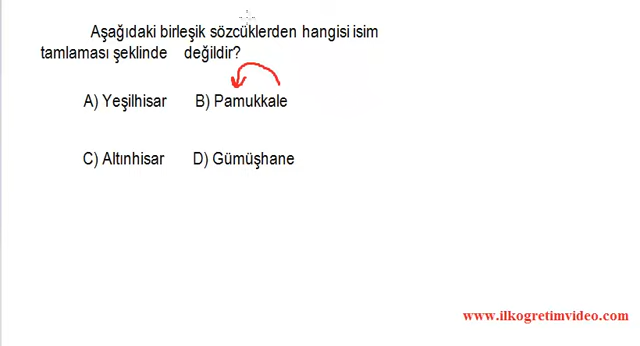 Aşağıdaki birleşik sözcüklerden hangisi isim
tamlaması şeklinde değildir?
A) Yeşilhisar B) Pamukkale
C) Altınhisar D) Gümüşhane
www.ilkogretimvideo.com